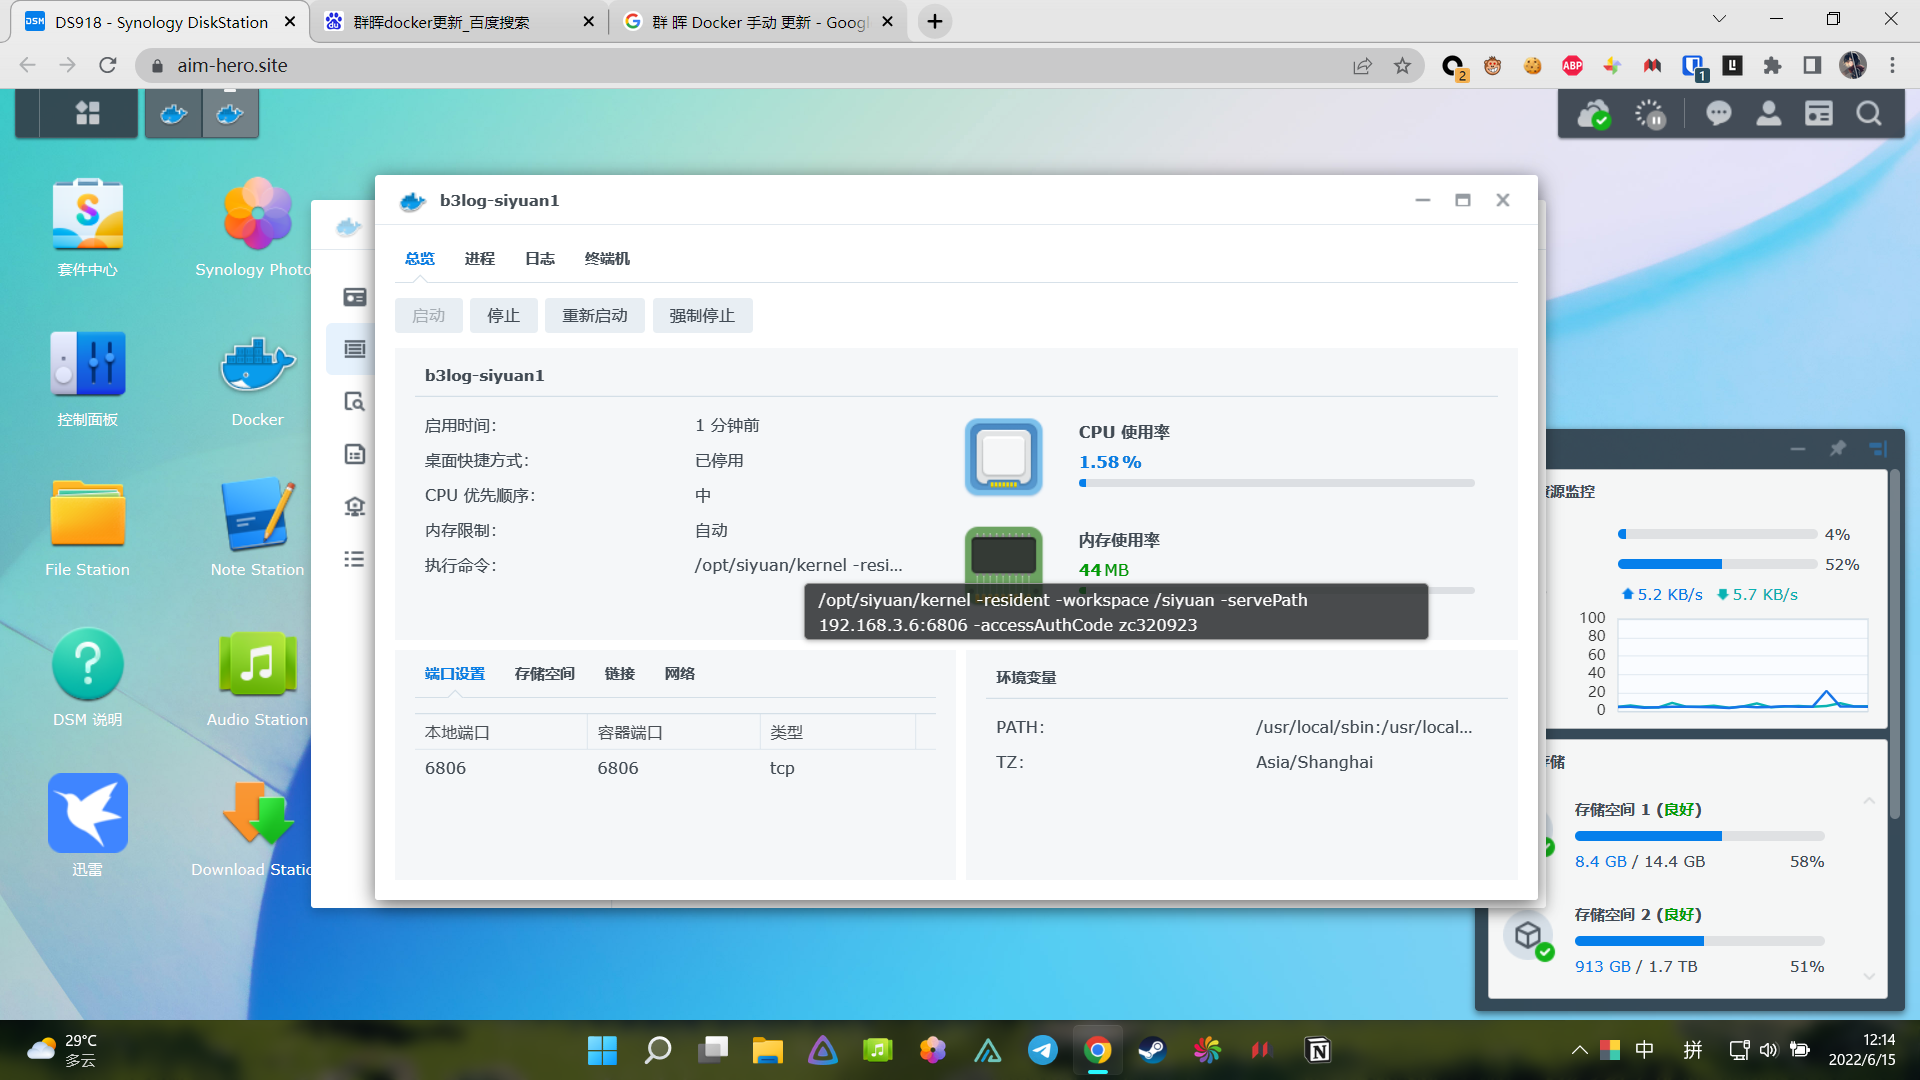 DS918 - Synology DiskStation
群晖docker更新_百度搜索
群 晖 Docker 手动 更新 - Goog
aim-hero.site
2
ABP
1
套件中心
Synology Photo
控制面板
Docker
File Station
Note Station
DSM 说明
Audio Station
迅雷
Download Static
b3log-siyuan1
总览
进程
日志
终端机
启动
停止
重新启动
强制停止
b3log-siyuan1
启用时间:
1 分钟前
桌面快捷方式:
已停用
CPU 优先顺序:
中
内存限制:
自动
执行命令:
/opt/siyuan/kernel -resi...
CPU 使用率
1.58 %
内存使用率
44 MB
/opt/siyuan/kernel -resident -workspace /siyuan -servePath
192.168.3.6:6806 -accessAuthCode zc320923
端口设置
存储空间
链接
网络
本地端口
容器端口
类型
6806
6806
tcp
环境变量
PATH:
/usr/local/sbin:/usr/local...
TZ:
Asia/Shanghai
源监控
4%
52%
5.2 KB/s
5.7 KB/s
100
80
60
40
20
0
储
存储空间 1 (良好)
8.4 GB / 14.4 GB
58%
存储空间 2 (良好)
913 GB / 1.7 TB
51%
29°C
多云
中
拼
12:14
2022/6/15